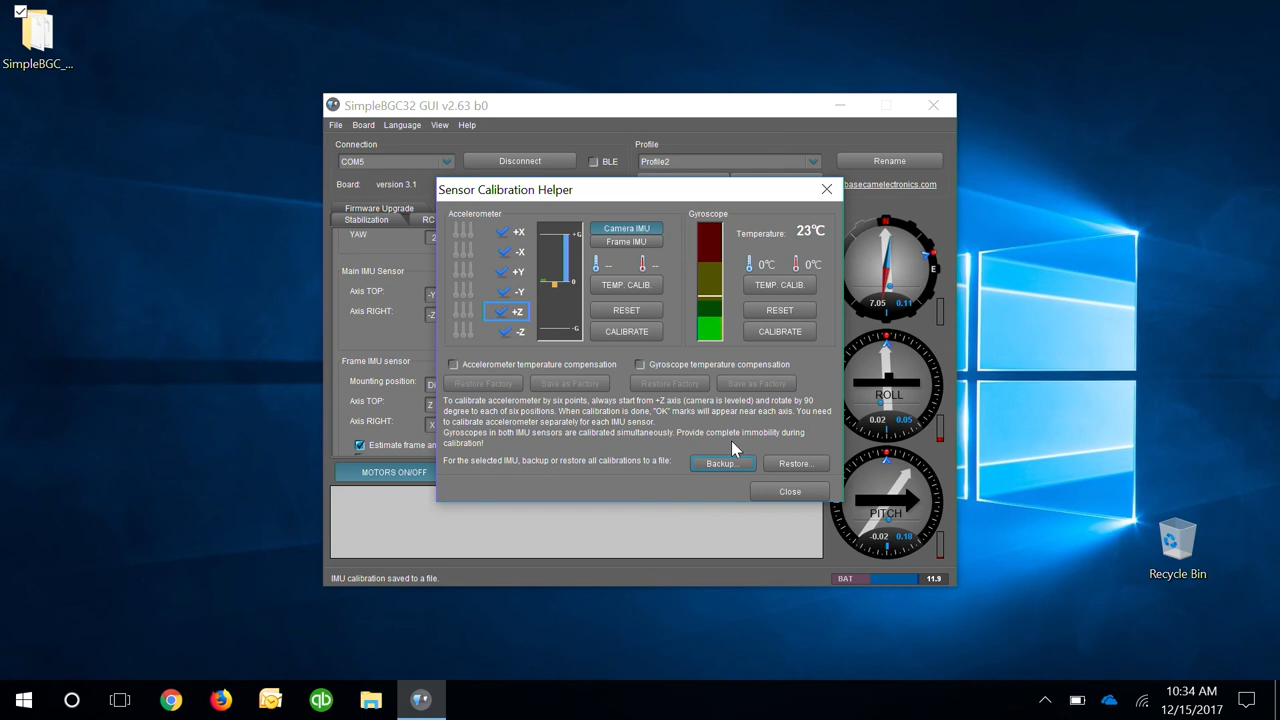 SimpleBGC_...
SimpleBGC32 GUI v2.63 b0
File Board Language View Help
Connection
Profile
COM5
Disconnect
BLE
Profile2
Rename
Board: version 3.1
basecamelectronics.com
Firmware Upgrade
Stabilization
RC
YAW
2
Main IMU Sensor
Axis TOP:
-Y
Axis RIGHT:
-Z
Frame IMU sensor
Mounting position:
Di
Axis TOP:
Z
Axis RIGHT:
X
Estimate frame an
MOTORS ON/OFF
Sensor Calibration Helper
Accelerometer
+X
-X
+Y
-Y
+Z
-Z
+G
0
-G
Camera IMU
Frame IMU
-- --
TEMP. CALIB.
RESET
CALIBRATE
Gyroscope
Temperature: 23℃
0℃ 0℃
TEMP. CALIB.
RESET
CALIBRATE
Accelerometer temperature compensation
Gyroscope temperature compensation
Restore Factory
Save as Factory
Restore Factory
Save as Factory
To calibrate accelerometer by six points, always start from +Z axis (camera is leveled) and rotate by 90
degree to each of six positions. When calibration is done, "OK" marks will appear near each axis. You need
to calibrate accelerometer separately for each IMU sensor.
Gyroscopes in both IMU sensors are calibrated simultaneously. Provide complete immobility during
calibration!
For the selected IMU, backup or restore all calibrations to a file:
Backup...
Restore...
Close
N
E
7.05 0.11
ROLL
0.02 0.05
PITCH
-0.02 0.18
IMU calibration saved to a file.
BAT
11.9
Recycle Bin
10:34 AM
12/15/2017